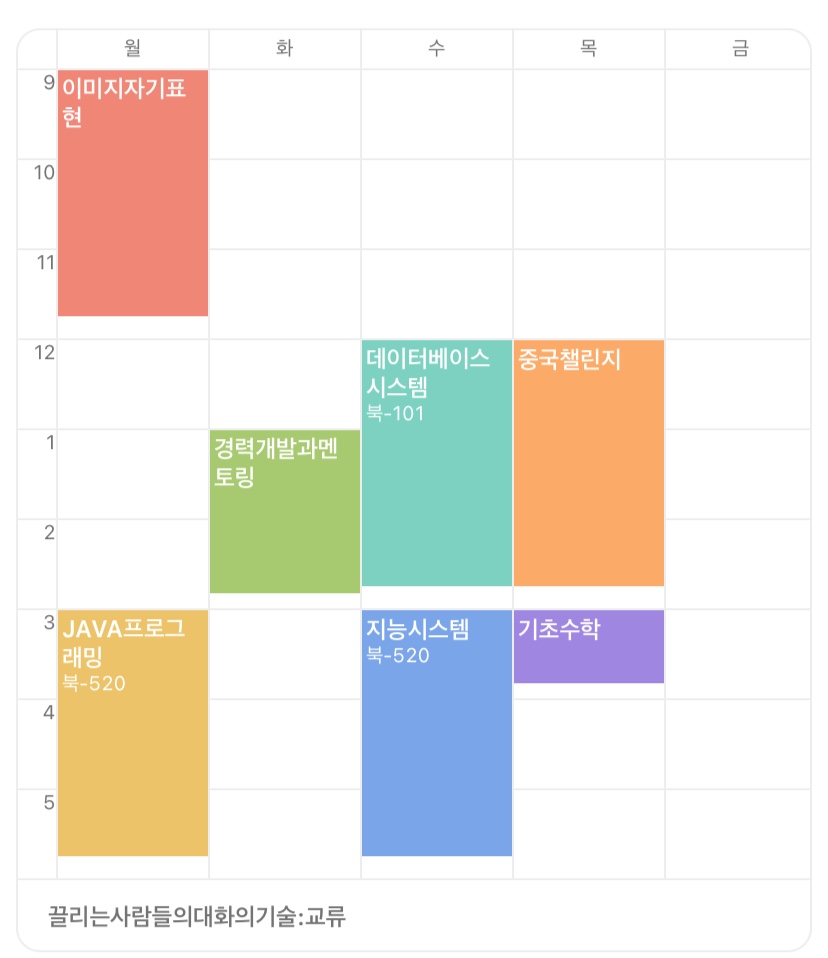 월 화 수 목 금
9
이미지자기표
현
10
11
12
데이터베이스
시스템
북-101
중국챌린지
1
경력개발과멘
토링
2
3
JAVA프로그
래밍
북-520
지능시스템
북-520
기초수학
4
5
끌리는사람들의대화의기술:교류